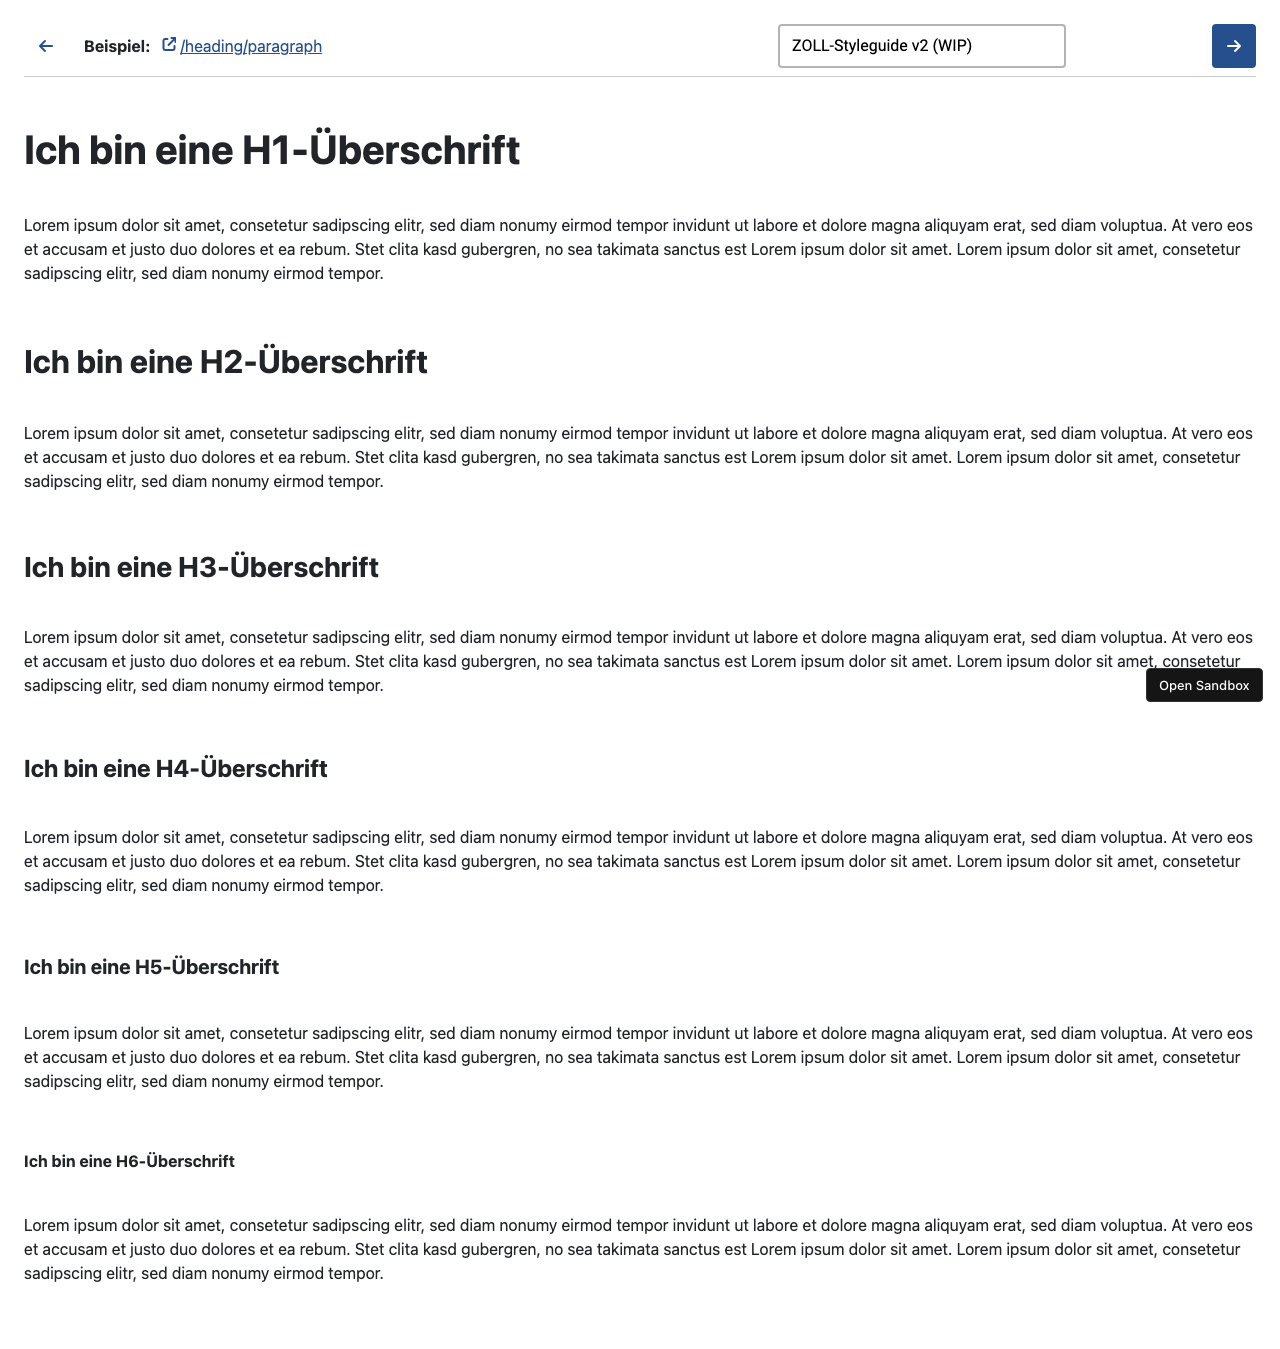 Beispiel: /heading/paragraph
ZOLL-Styleguide v2 (WIP)
Ich bin eine H1-Überschrift
Lorem ipsum dolor sit amet, consetetur sadipscing elitr, sed diam nonumy eirmod tempor invidunt ut labore et dolore magna aliquyam erat, sed diam voluptua. At vero eos
et accusam et justo duo dolores et ea rebum. Stet clita kasd gubergren, no sea takimata sanctus est Lorem ipsum dolor sit amet. Lorem ipsum dolor sit amet, consetetur
sadipscing elitr, sed diam nonumy eirmod tempor.
Ich bin eine H2-Überschrift
Lorem ipsum dolor sit amet, consetetur sadipscing elitr, sed diam nonumy eirmod tempor invidunt ut labore et dolore magna aliquyam erat, sed diam voluptua. At vero eos
et accusam et justo duo dolores et ea rebum. Stet clita kasd gubergren, no sea takimata sanctus est Lorem ipsum dolor sit amet. Lorem ipsum dolor sit amet, consetetur
sadipscing elitr, sed diam nonumy eirmod tempor.
Ich bin eine H3-Überschrift
Lorem ipsum dolor sit amet, consetetur sadipscing elitr, sed diam nonumy eirmod tempor invidunt ut labore et dolore magna aliquyam erat, sed diam voluptua. At vero eos
et accusam et justo duo dolores et ea rebum. Stet clita kasd gubergren, no sea takimata sanctus est Lorem ipsum dolor sit amet. Lorem ipsum dolor sit amet, consetetur
sadipscing elitr, sed diam nonumy eirmod tempor.
Open Sandbox
Ich bin eine H4-Überschrift
Lorem ipsum dolor sit amet, consetetur sadipscing elitr, sed diam nonumy eirmod tempor invidunt ut labore et dolore magna aliquyam erat, sed diam voluptua. At vero eos
et accusam et justo duo dolores et ea rebum. Stet clita kasd gubergren, no sea takimata sanctus est Lorem ipsum dolor sit amet. Lorem ipsum dolor sit amet, consetetur
sadipscing elitr, sed diam nonumy eirmod tempor.
Ich bin eine H5-Überschrift
Lorem ipsum dolor sit amet, consetetur sadipscing elitr, sed diam nonumy eirmod tempor invidunt ut labore et dolore magna aliquyam erat, sed diam voluptua. At vero eos
et accusam et justo duo dolores et ea rebum. Stet clita kasd gubergren, no sea takimata sanctus est Lorem ipsum dolor sit amet. Lorem ipsum dolor sit amet, consetetur
sadipscing elitr, sed diam nonumy eirmod tempor.
Ich bin eine H6-Überschrift
Lorem ipsum dolor sit amet, consetetur sadipscing elitr, sed diam nonumy eirmod tempor invidunt ut labore et dolore magna aliquyam erat, sed diam voluptua. At vero eos
et accusam et justo duo dolores et ea rebum. Stet clita kasd gubergren, no sea takimata sanctus est Lorem ipsum dolor sit amet. Lorem ipsum dolor sit amet, consetetur
sadipscing elitr, sed diam nonumy eirmod tempor.